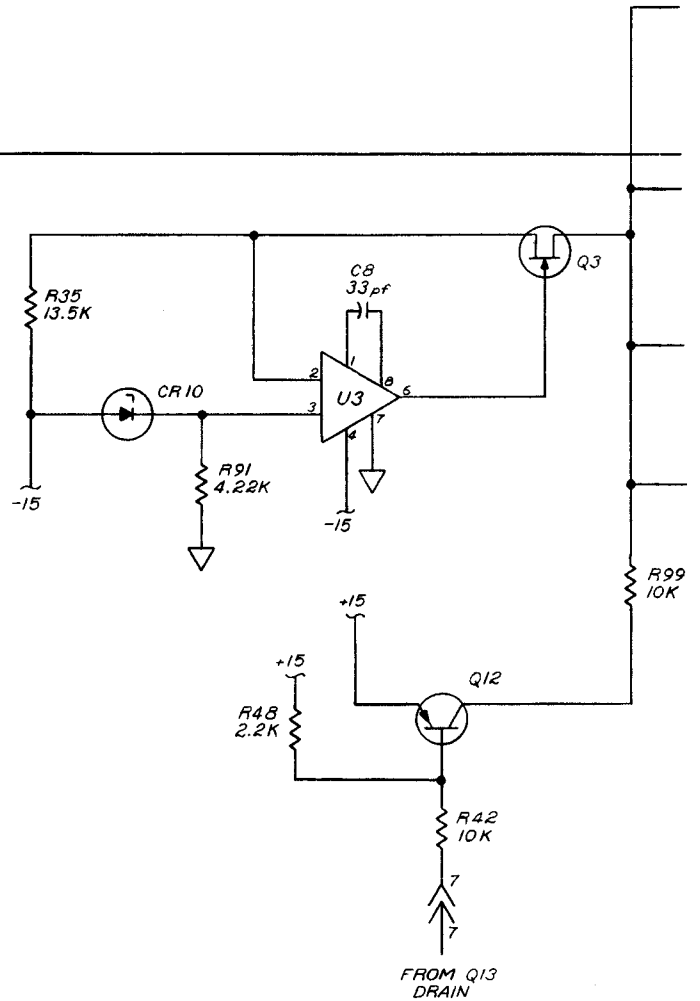 Q3
C8
33pf
R35
13.5K
1
8
2
U3
6
CR10
3
7
4
R91
4.22K
-15
-15
R99
10K
+15
+15
Q12
R48
2.2K
R42
10K
7
7
FROM Q13
DRAIN